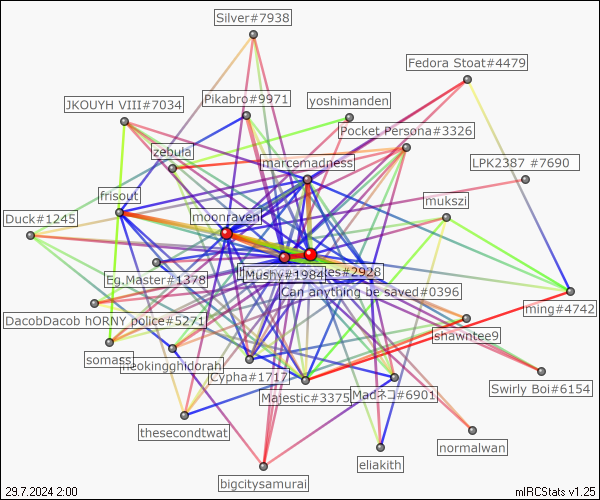 Silver#7938
Fedora Stoat#4479
JKOUYH VIII#7034
Pikabro#9971
yoshimanden
Pocket Persona#3326
zebula
marcemadness
LPK2387 #7690
frisout
mukszi
moonraven
Duck#1245
Eg.Master#1378
Mushy#1984
es#2928
Can anything be saved#0396
ming#4742
DacobDacob hORNY police#5271
shawntee9
somass
neokingghidorah
Cypha#1717
Majestic#3375
Madネコ#6901
Swirly Boi#6154
thesecondtwat
normalwan
eliakith
bigcitysamurai
29.7.2024 2:00
mIRCStats v1.25